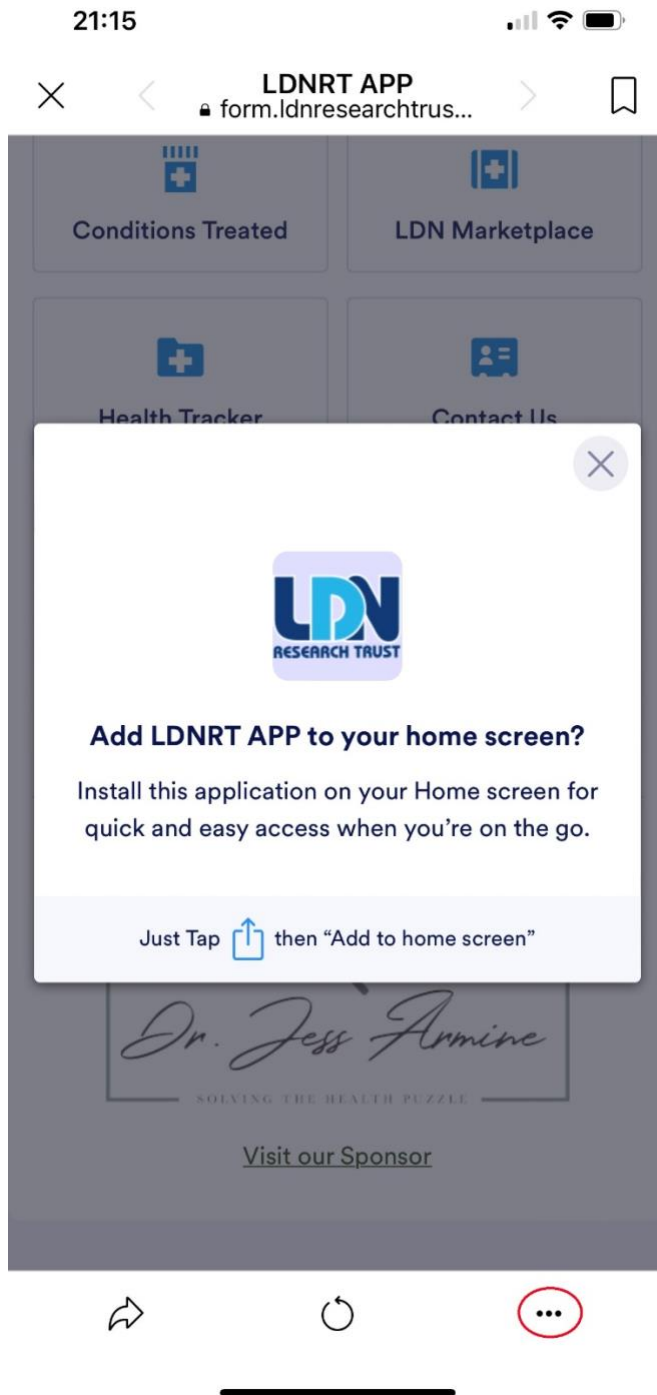 21:15
LDNRT APP
form.ldnresearchtrus...
Conditions Treated
LDN Marketplace
Health Tracker
Contact Us
LDN
RESEARCH TRUST
Add LDNRT APP to your home screen?
Install this application on your Home screen for
quick and easy access when you’re on the go.
Just Tap then “Add to home screen”
Dr. Jess Armine
SOLVING THE HEALTH PUZZLE
Visit our Sponsor